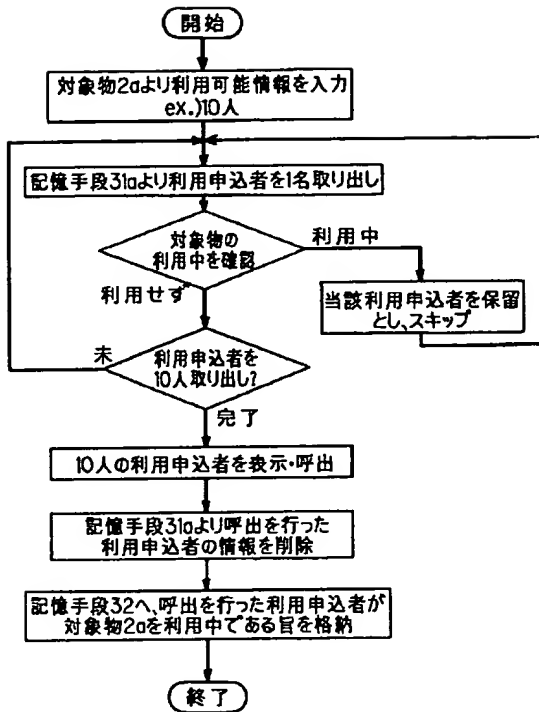 開始
対象物2aより利用可能情報を入力
ex.)10人
記憶手段31aより利用申込者を1名取り出し
対象物の
利用中を確認
利用中
利用せず
当該利用申込者を保留
とし、スキップ
未
利用申込者を
10人取り出し?
完了
10人の利用申込者を表示・呼出
記憶手段31aより呼出を行った
利用申込者の情報を削除
記憶手段32へ、呼出を行った利用申込者が
対象物2aを利用中である旨を格納
終了